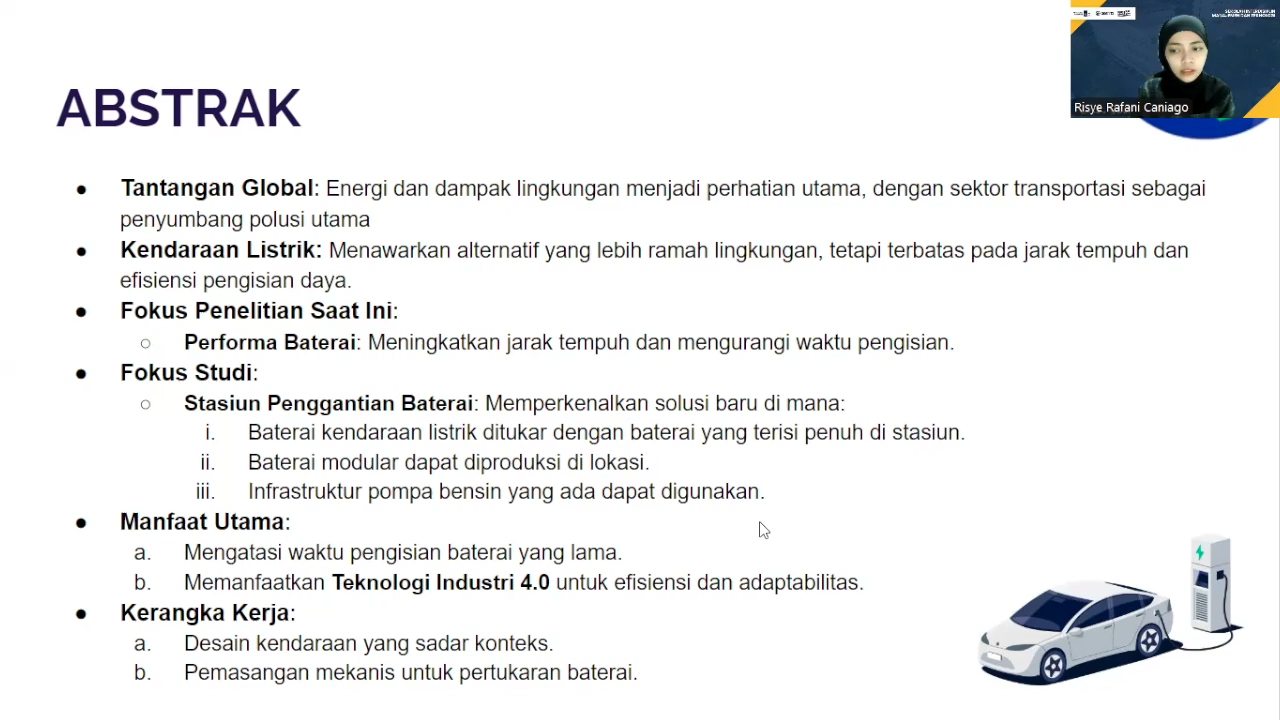 SEKOLAH INTERDISIPLIN
MANAJEMEN DAN TEKNOLOGI
Risye Rafani Caniago
ABSTRAK
● Tantangan Global: Energi dan dampak lingkungan menjadi perhatian utama, dengan sektor transportasi sebagai
penyumbang polusi utama
● Kendaraan Listrik: Menawarkan alternatif yang lebih ramah lingkungan, tetapi terbatas pada jarak tempuh dan
efisiensi pengisian daya.
● Fokus Penelitian Saat Ini:
○ Performa Baterai: Meningkatkan jarak tempuh dan mengurangi waktu pengisian.
● Fokus Studi:
○ Stasiun Penggantian Baterai: Memperkenalkan solusi baru di mana:
i. Baterai kendaraan listrik ditukar dengan baterai yang terisi penuh di stasiun.
ii. Baterai modular dapat diproduksi di lokasi.
iii. Infrastruktur pompa bensin yang ada dapat digunakan.
● Manfaat Utama:
a. Mengatasi waktu pengisian baterai yang lama.
b. Memanfaatkan Teknologi Industri 4.0 untuk efisiensi dan adaptabilitas.
● Kerangka Kerja:
a. Desain kendaraan yang sadar konteks.
b. Pemasangan mekanis untuk pertukaran baterai.